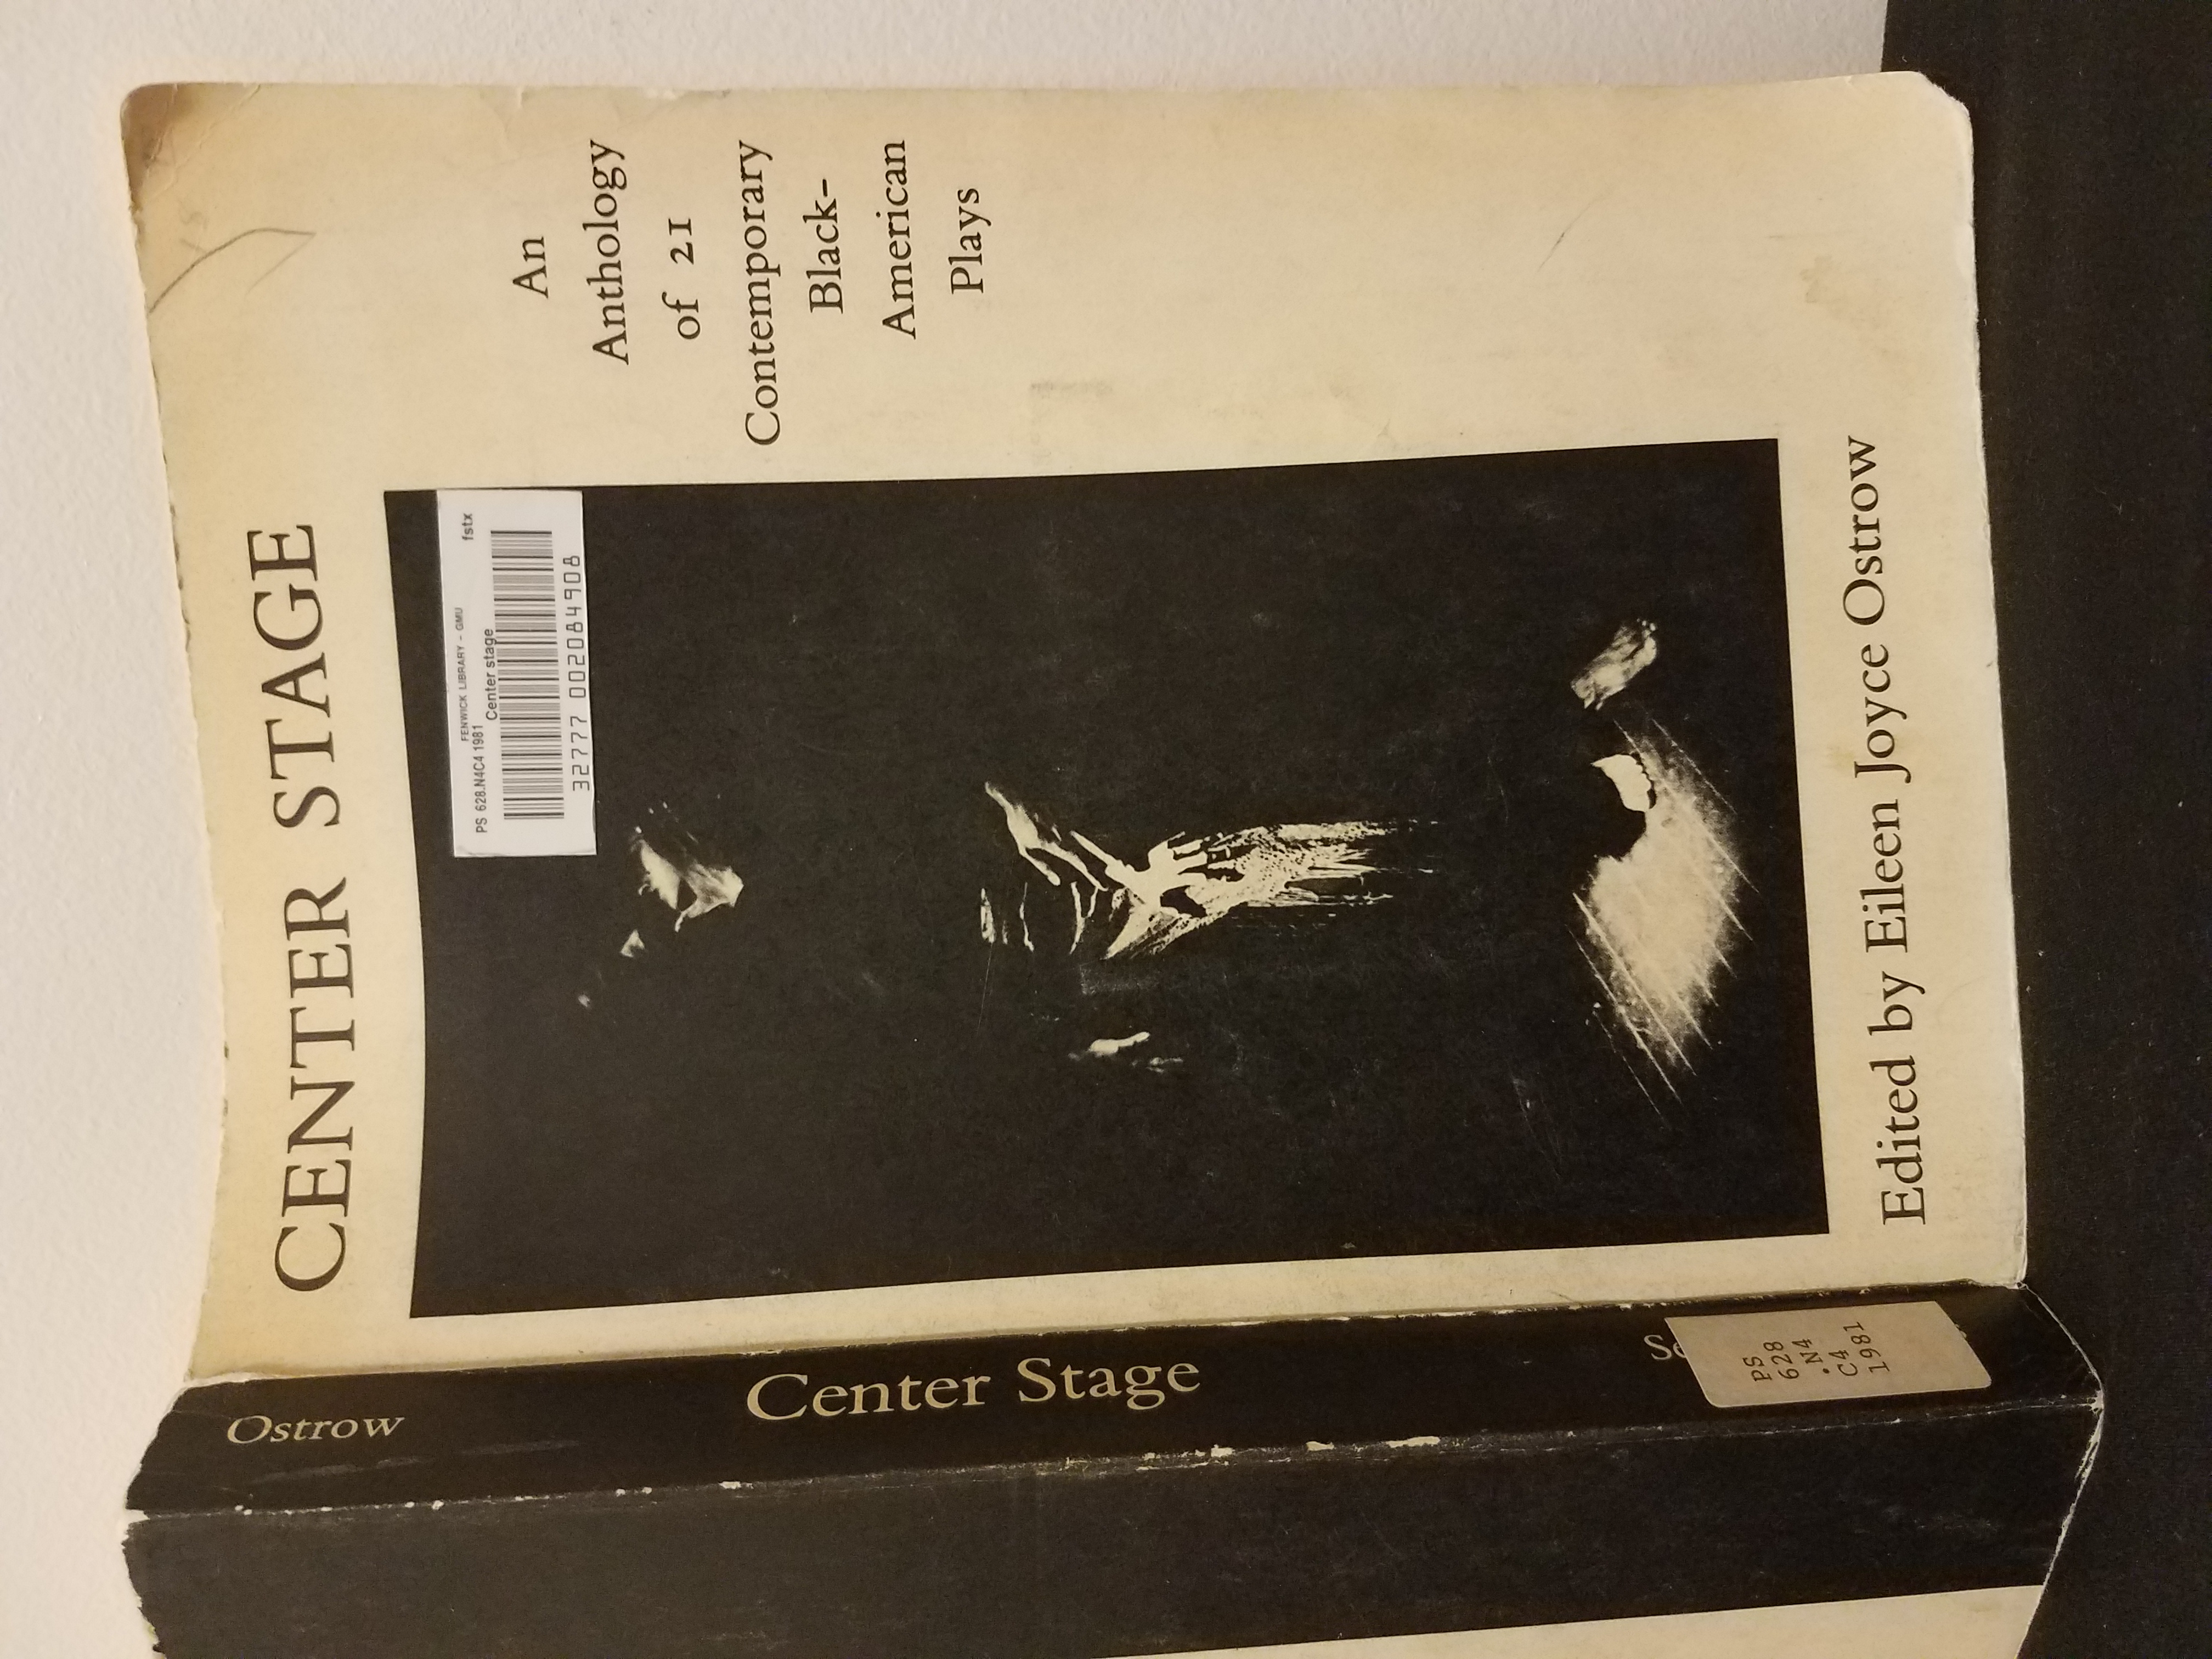 CENTER STAGE
FENWICK LIBRARY - GMU
PS 628.N4C4 1981
fstx
Center stage
32777 002084908
An
Anthology
of 21
Contemporary
Black-
American
Plays
Edited by Eileen Joyce Ostrow
Ostrow
Center Stage
PS
628
.N4
C4
1981